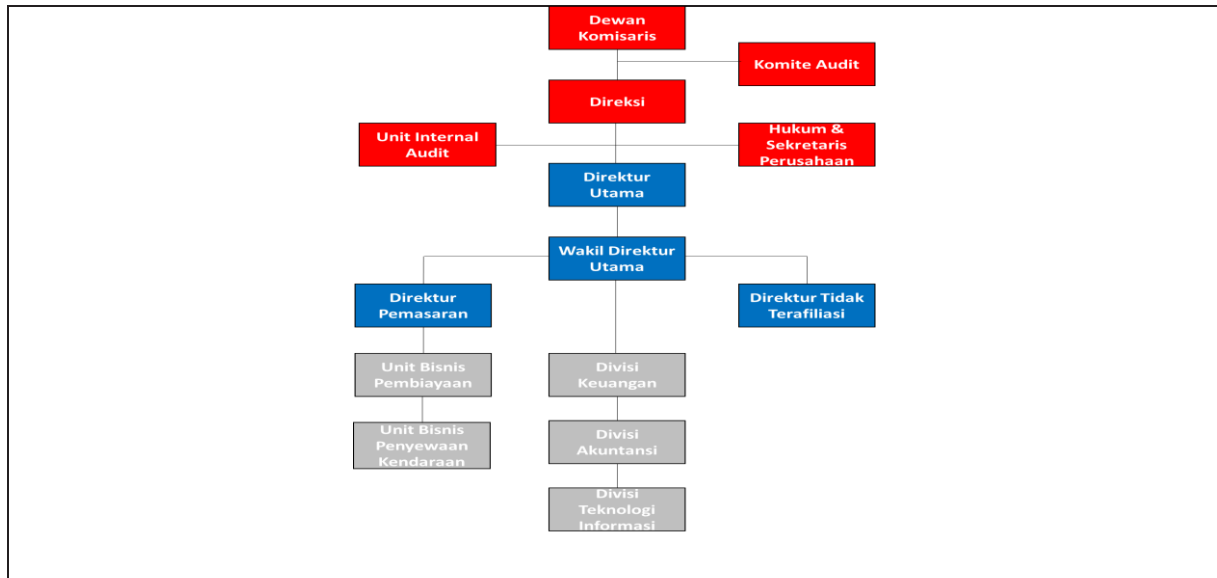 Dewan
Komisaris
Komite Audit
Direksi
Unit Internal
Audit
Hukum &
Sekretaris
Perusahaan
Direktur
Utama
Wakil Direktur
Utama
Direktur
Pemasaran
Direktur Tidak
Terafiliasi
Unit Bisnis
Pembiayaan
Divisi
Keuangan
Unit Bisnis
Penyewaan
Kendaraan
Divisi
Akuntansi
Divisi
Teknologi
Informasi